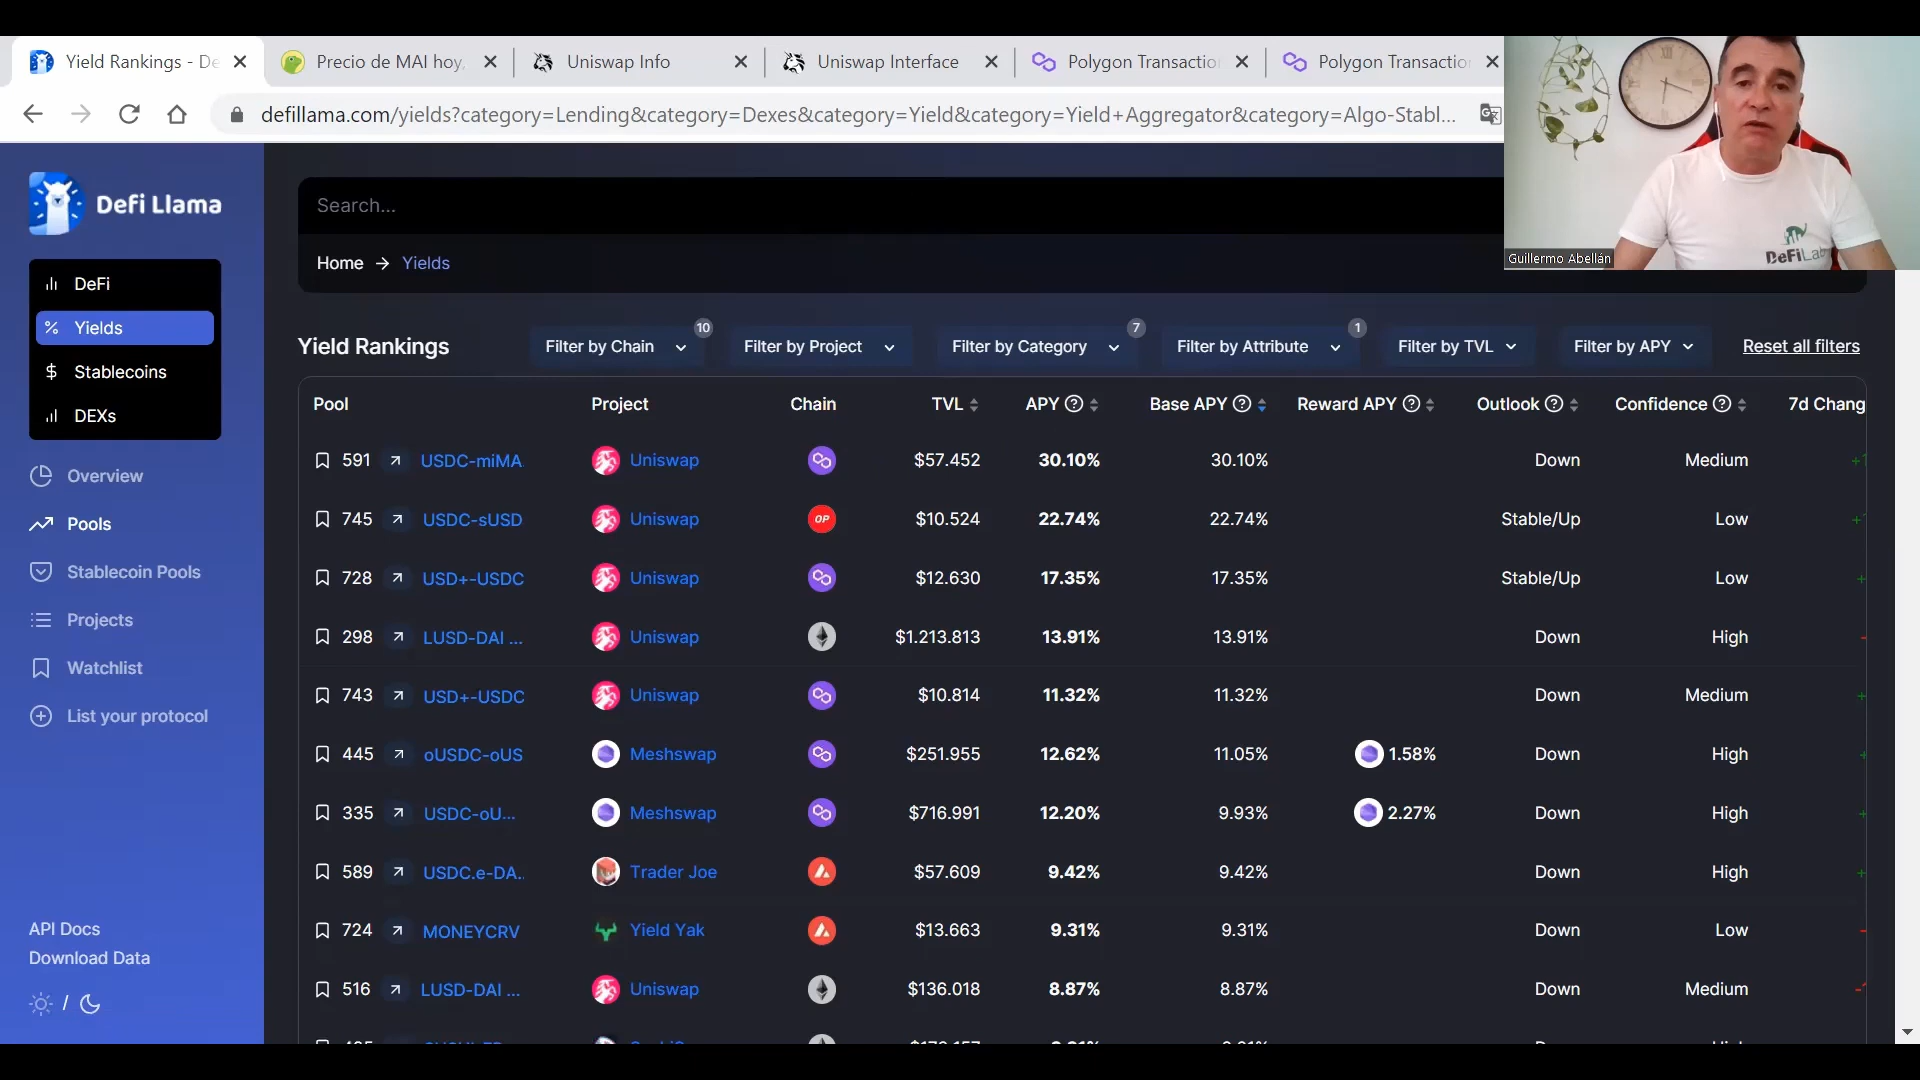 Yield Rankings - De
Precio de MAI hoy,
Uniswap Info
Uniswap Interface
Polygon Transactio
Polygon Transactio
defillama.com/yields?category=Lending&category=Dexes&category=Yield&category=Yield+Aggregator&category=Algo-Stabl...
DeFiLab
Guillermo Abellán
Defi Llama
DeFi
Yields
Stablecoins
DEXs
Overview
Pools
Stablecoin Pools
Projects
Watchlist
List your protocol
API Docs
Download Data
/
Search...
Home → Yields
Yield Rankings
Filter by Chain 10
Filter by Project
Filter by Category 7
Filter by Attribute 1
Filter by TVL
Filter by APY
Reset all filters
Pool Project Chain TVL APY ? Base APY ? Reward APY ? Outlook ? Confidence ? 7d Chang
591 USDC-miMA Uniswap $57.452 30.10% 30.10% Down Medium +
745 USDC-sUSD Uniswap OP $10.524 22.74% 22.74% Stable/Up Low +
728 USD+-USDC Uniswap $12.630 17.35% 17.35% Stable/Up Low +
298 LUSD-DAI ... Uniswap $1.213.813 13.91% 13.91% Down High -
743 USD+-USDC Uniswap $10.814 11.32% 11.32% Down Medium +
445 oUSDC-oUS Meshswap $251.955 12.62% 11.05% 1.58% Down High +
335 USDC-oU... Meshswap $716.991 12.20% 9.93% 2.27% Down High +
589 USDC.e-DA.. Trader Joe $57.609 9.42% 9.42% Down High +
724 MONEYCRV Yield Yak $13.663 9.31% 9.31% Down Low -
516 LUSD-DAI ... Uniswap $136.018 8.87% 8.87% Down Medium -